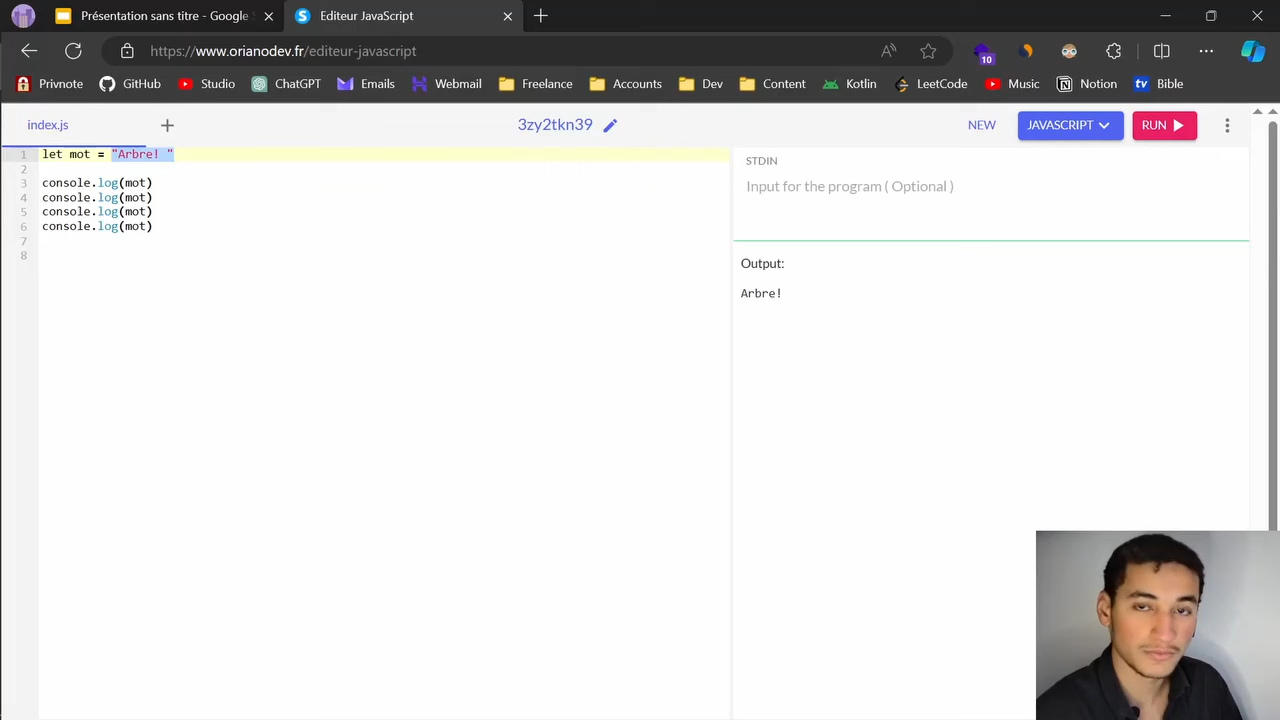 Présentation sans titre - Google S
Editeur JavaScript
https://www.orianodev.fr/editeur-javascript
10
Privnote GitHub Studio ChatGPT Emails Webmail Freelance Accounts Dev Content Kotlin LeetCode Music Notion Bible
index.js
3zy2tkn39
NEW
JAVASCRIPT
RUN
1 let mot = "Arbre! "
2
3 console.log(mot)
4 console.log(mot)
5 console.log(mot)
6 console.log(mot)
7
8
STDIN
Input for the program ( Optional )
Output:
Arbre!